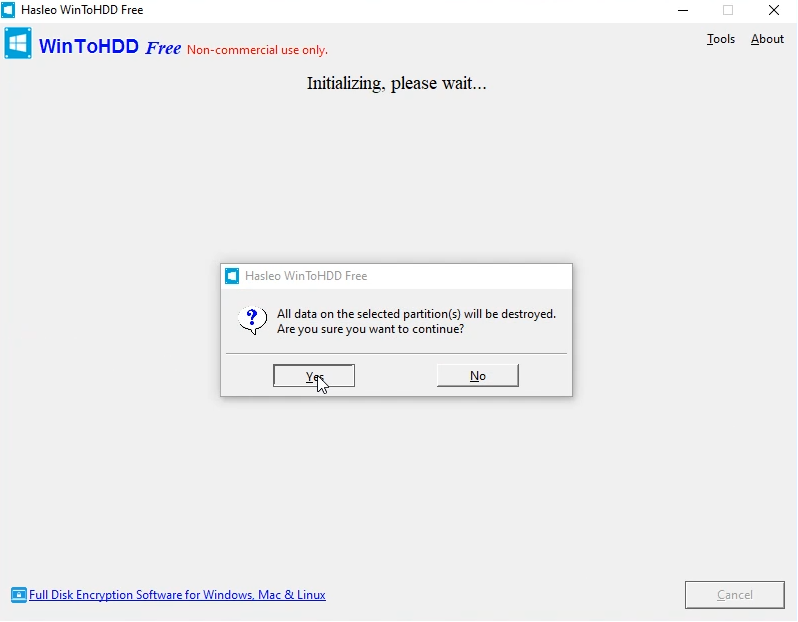 Hasleo WinToHDD Free
WinToHDD Free Non-commercial use only.
Tools About
Initializing, please wait...
Hasleo WinToHDD Free
All data on the selected partition(s) will be destroyed.
Are you sure you want to continue?
Yes No
Full Disk Encryption Software for Windows, Mac & Linux
Cancel